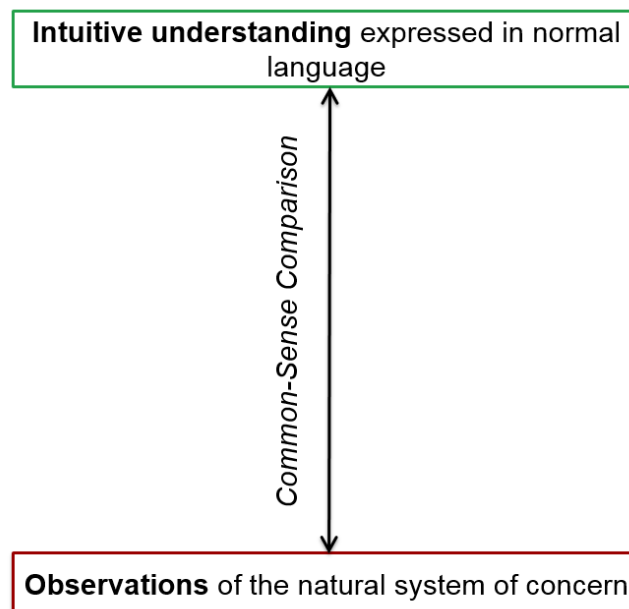 Intuitive understanding expressed in normal
language
Common-Sense Comparison
Observations of the natural system of concern